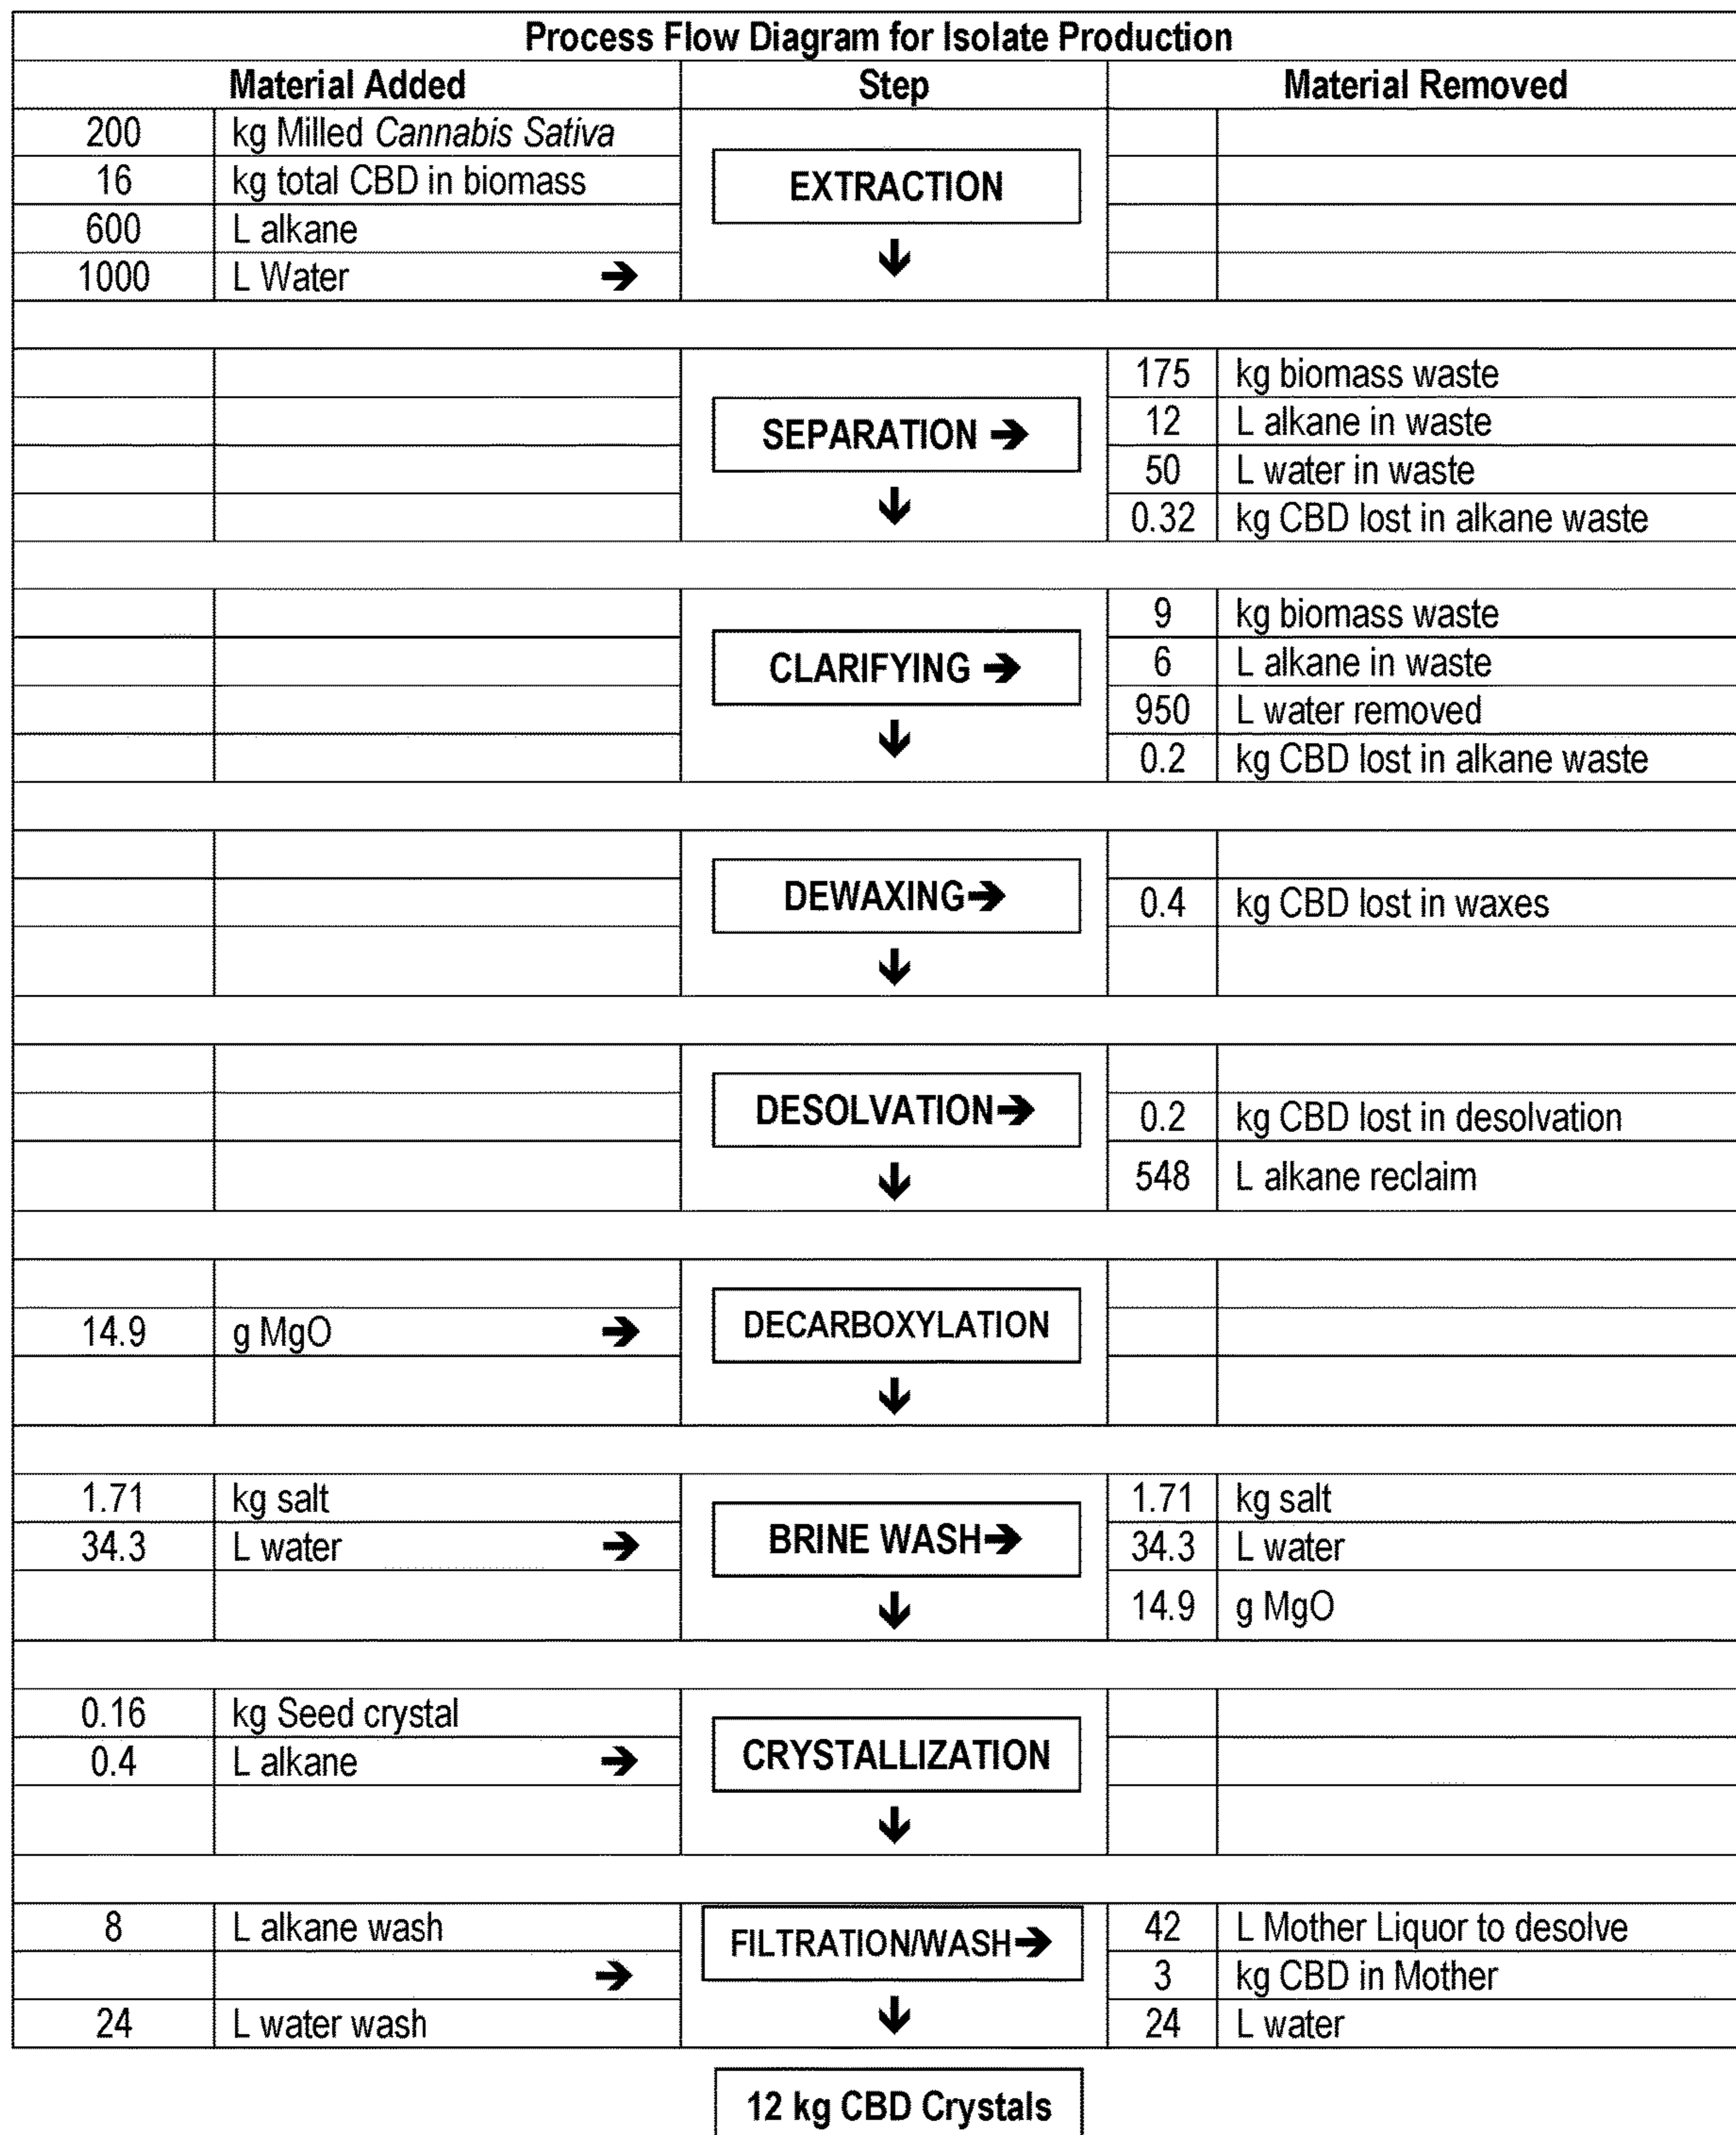 Process Flow Diagram for Isolate Production
Material Added Step Material Removed
200 kg Milled Cannabis Sativa
16 kg total CBD in biomass
EXTRACTION
600 L alkane
1000 L Water →
↓
175 kg biomass waste
12 L alkane in waste
SEPARATION →
50 L water in waste
↓
0.32 kg CBD lost in alkane waste
9 kg biomass waste
CLARIFYING →
6 L alkane in waste
950 L water removed
↓
0.2 kg CBD lost in alkane waste
DEWAXING→
0.4 kg CBD lost in waxes
↓
DESOLVATION→
0.2 kg CBD lost in desolvation
↓
548 L alkane reclaim
14.9 g MgO →
DECARBOXYLATION
↓
1.71 kg salt
1.71 kg salt
34.3 L water →
BRINE WASH→
34.3 L water
↓
14.9 g MgO
0.16 kg Seed crystal
0.4 L alkane →
CRYSTALLIZATION
↓
8 L alkane wash
FILTRATION/WASH→
42 L Mother Liquor to desolve
→
3 kg CBD in Mother
24 L water wash
↓
24 L water
12 kg CBD Crystals